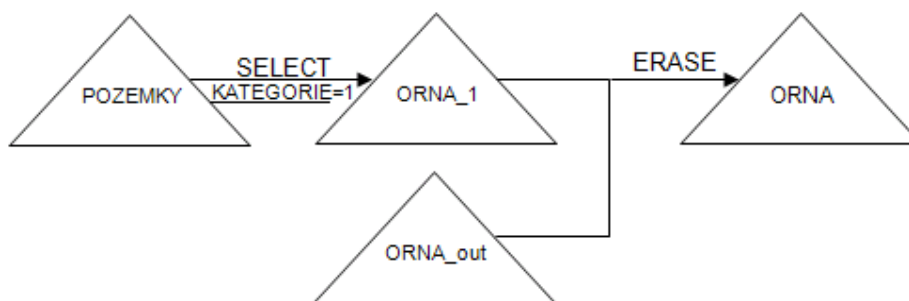 SELECT
ERASE
POZEMKY
KATEGORIE=1
ORNA_1
ORNA
ORNA_out